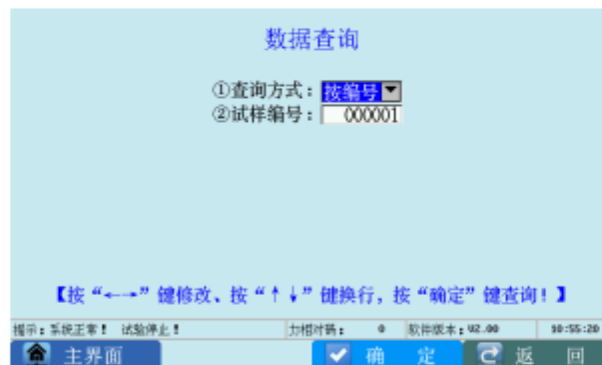 数据查询
①查询方式：按编号
②试样编号：000001
【按“←→”键修改、按“↑↓”键换行，按“确定”键查询！】
提示：系统正常！ 试验停止！ 力相对码： 0 软件版本：V2.00 10:55:20
主界面 确 定 返 回